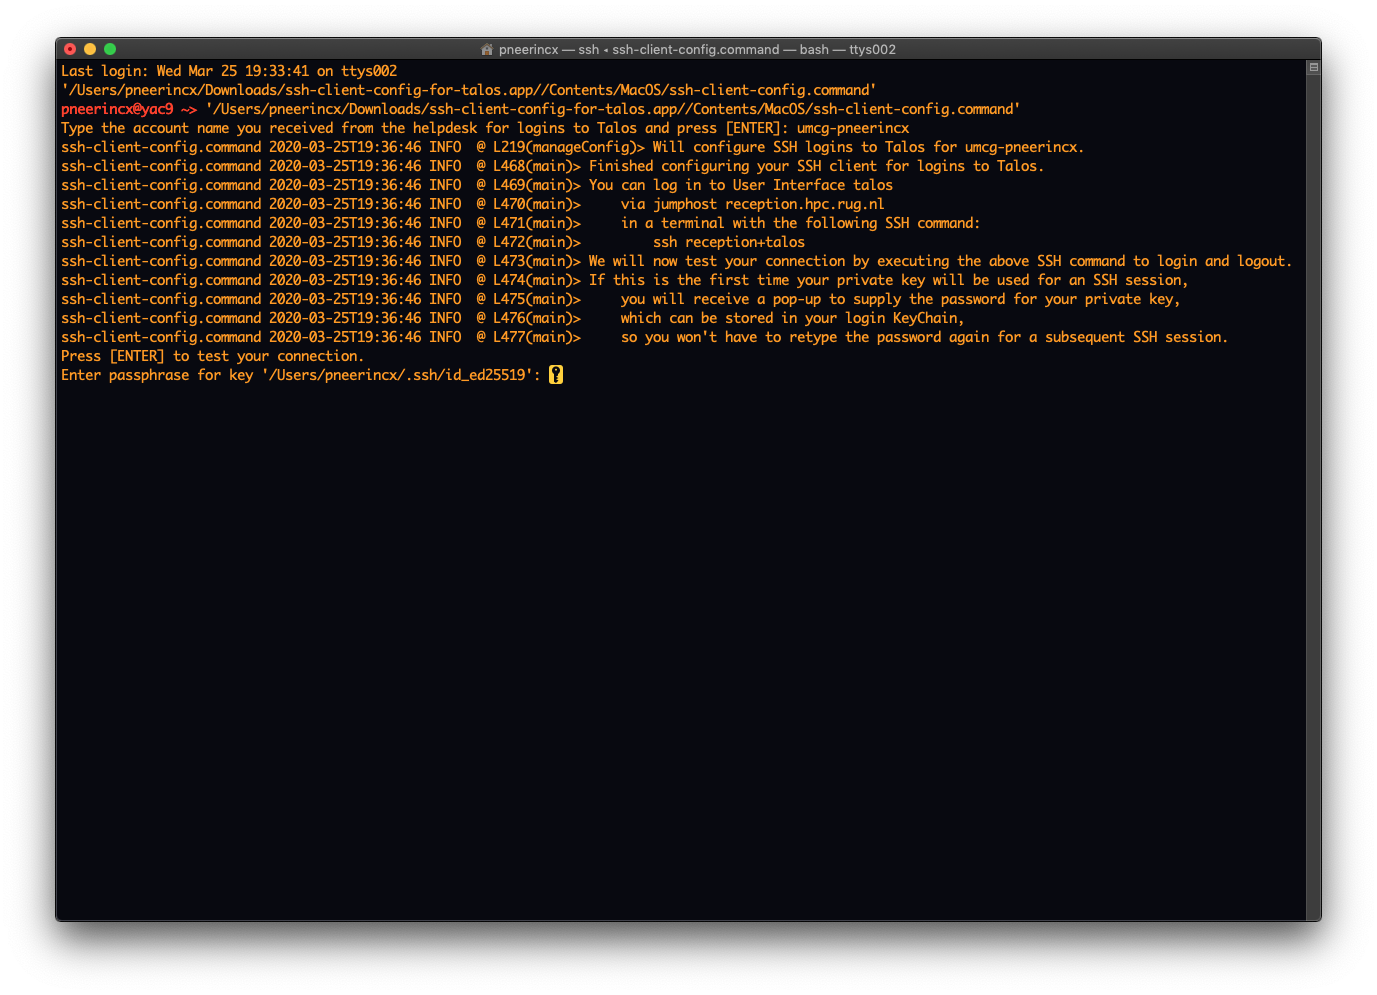 pneerincx — ssh ◂ ssh-client-config.command — bash — ttys002
Last login: Wed Mar 25 19:33:41 on ttys002
'/Users/pneerincx/Downloads/ssh-client-config-for-talos.app//Contents/MacOS/ssh-client-config.command'
pneerincx@yac9 ~> '/Users/pneerincx/Downloads/ssh-client-config-for-talos.app//Contents/MacOS/ssh-client-config.command'
Type the account name you received from the helpdesk for logins to Talos and press [ENTER]: umcg-pneerincx
ssh-client-config.command 2020-03-25T19:36:46 INFO  @ L219(manageConfig)> Will configure SSH logins to Talos for umcg-pneerincx.
ssh-client-config.command 2020-03-25T19:36:46 INFO  @ L468(main)> Finished configuring your SSH client for logins to Talos.
ssh-client-config.command 2020-03-25T19:36:46 INFO  @ L469(main)> You can log in to User Interface talos
ssh-client-config.command 2020-03-25T19:36:46 INFO  @ L470(main)>     via jumphost reception.hpc.rug.nl
ssh-client-config.command 2020-03-25T19:36:46 INFO  @ L471(main)>     in a terminal with the following SSH command:
ssh-client-config.command 2020-03-25T19:36:46 INFO  @ L472(main)>         ssh reception+talos
ssh-client-config.command 2020-03-25T19:36:46 INFO  @ L473(main)> We will now test your connection by executing the above SSH command to login and logout.
ssh-client-config.command 2020-03-25T19:36:46 INFO  @ L474(main)> If this is the first time your private key will be used for an SSH session,
ssh-client-config.command 2020-03-25T19:36:46 INFO  @ L475(main)>     you will receive a pop-up to supply the password for your private key,
ssh-client-config.command 2020-03-25T19:36:46 INFO  @ L476(main)>     which can be stored in your login KeyChain,
ssh-client-config.command 2020-03-25T19:36:46 INFO  @ L477(main)>     so you won't have to retype the password again for a subsequent SSH session.
Press [ENTER] to test your connection.
Enter passphrase for key '/Users/pneerincx/.ssh/id_ed25519':